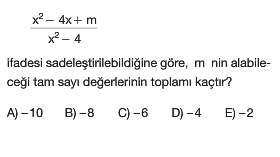 x² – 4x + m
x² – 4
ifadesi sadeleştirilebildiğine göre, m nin alabile-
ceği tam sayı değerlerinin toplamı kaçtır?
A) –10 B) –8 C) –6 D) –4 E) –2